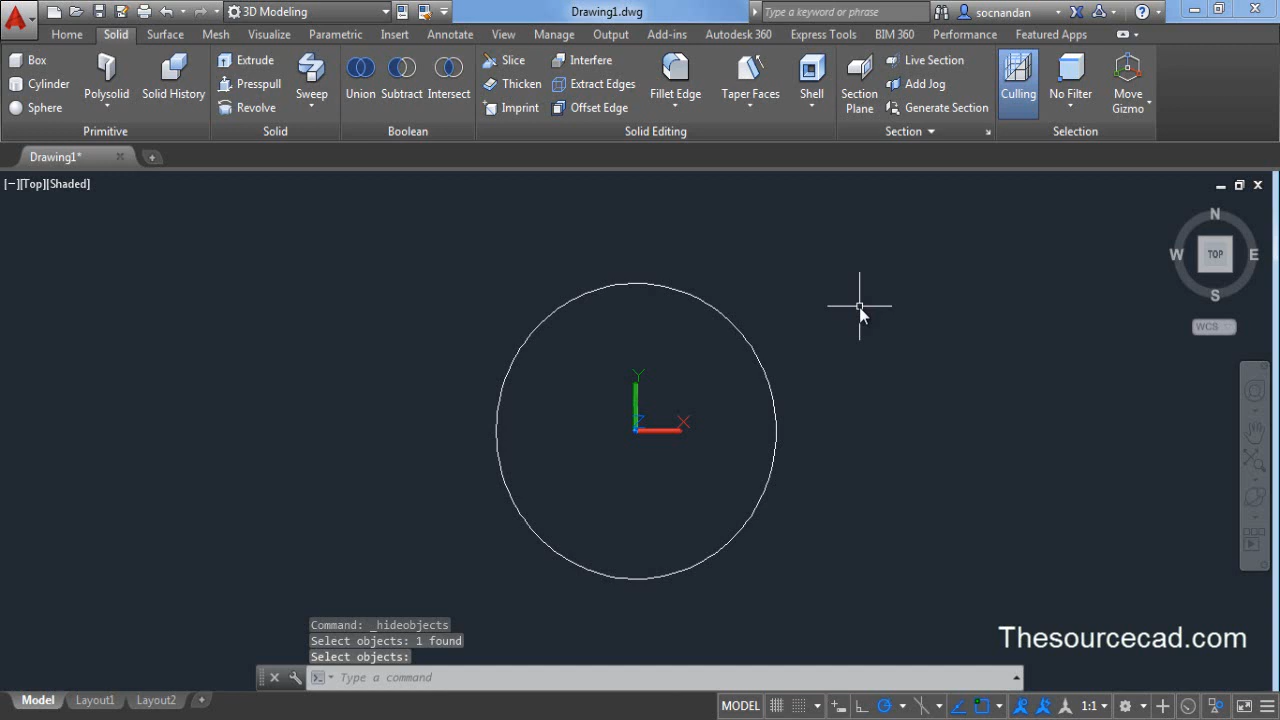 3D Modeling
Drawing1.dwg
Type a keyword or phrase
socnandan
Home Solid Surface Mesh Visualize Parametric Insert Annotate View Manage Output Add-ins Autodesk 360 Express Tools BIM 360 Performance Featured Apps
Box
Cylinder
Sphere
Polysolid
Solid History
Extrude
Presspull
Revolve
Sweep
Union
Subtract
Intersect
Slice
Thicken
Imprint
Interfere
Extract Edges
Offset Edge
Fillet Edge
Taper Faces
Shell
Section
Plane
Live Section
Add Jog
Generate Section
Culling
No Filter
Move
Gizmo
Primitive Solid Boolean Solid Editing Section Selection
Drawing1*
[−][Top][Shaded]
N
W TOP E
S
WCS
Y
Z
X
Command: _hideobjects
Select objects: 1 found
Select objects:
Thesourcecad.com
Type a command
Model Layout1 Layout2
MODEL
1:1